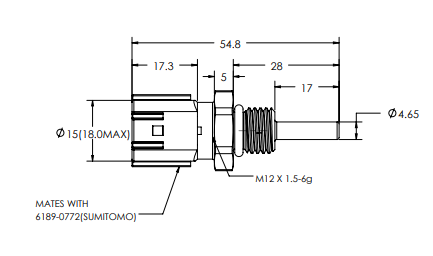 54.8
17.3
5
28
17
Ø15(18.0MAX)
Ø4.65
M12 X 1.5-6g
MATES WITH
6189-0772(SUMITOMO)